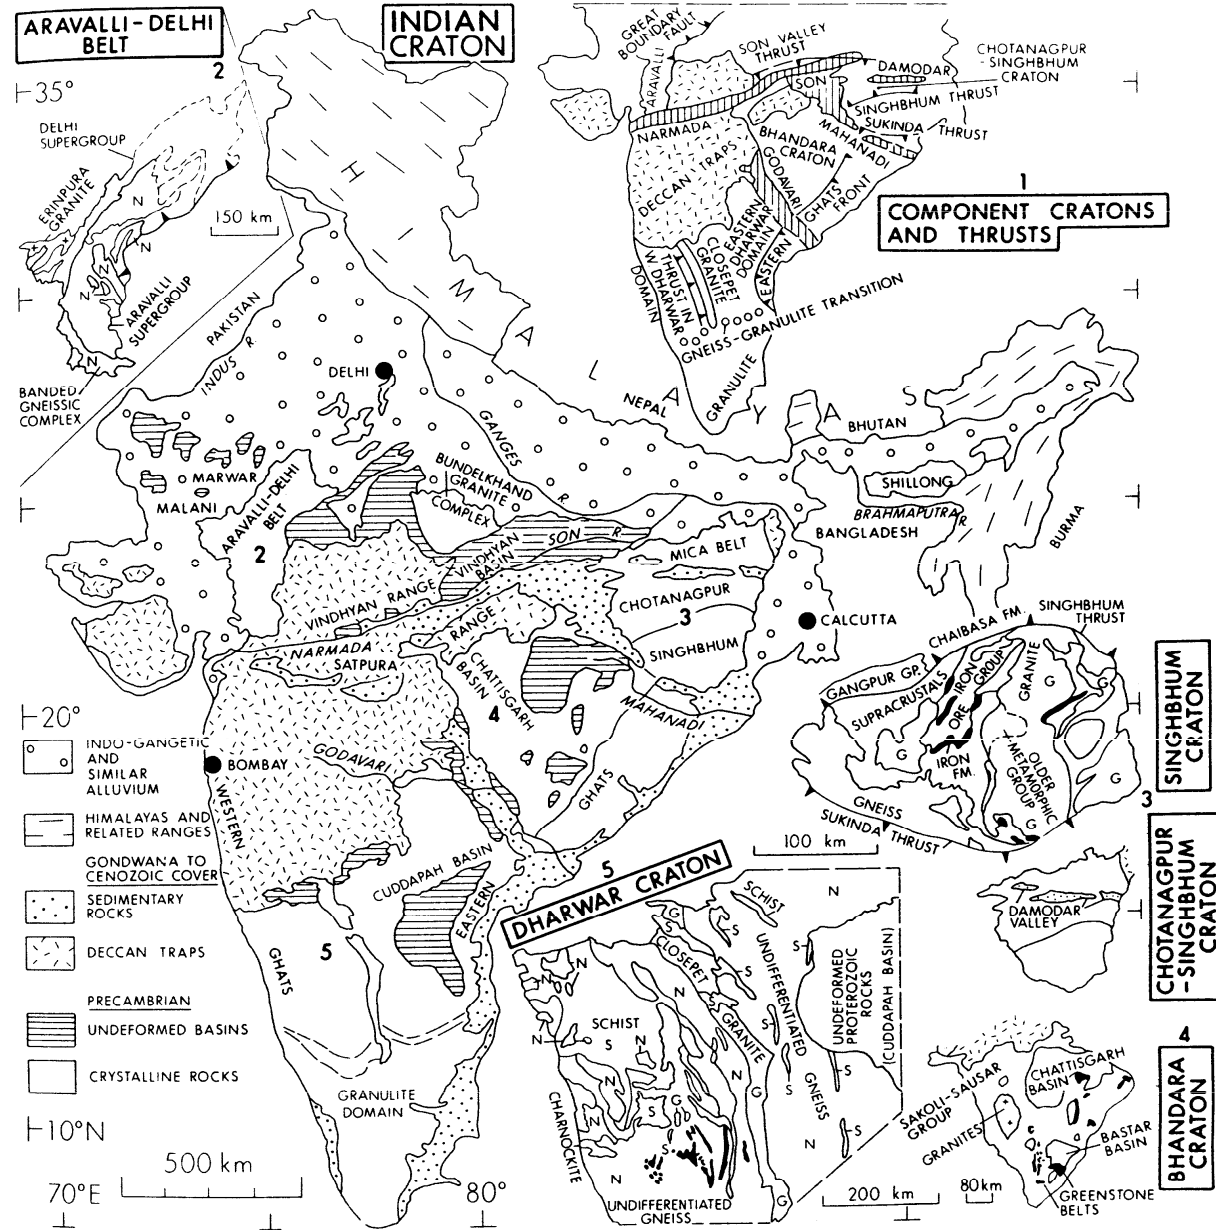 ARAVALLI-DELHI
BELT
2
INDIAN
CRATON
35°
DELHI
SUPERGROUP
ERINPURA
GRANITE
N
150 km
N
N
N
N
ARAVALLI
SUPERGROUP
BANDED
GNEISSIC
COMPLEX
GREAT
BOUNDARY
FAULT
ARAVALLI
SON VALLEY
THRUST
CHOTANAGPUR
-SINGHBHUM
CRATON
DAMODAR
SON
SINGHBHUM THRUST
SUKINDA THRUST
NARMADA
MAHANADI
BHANDARA
CRATON
GODAVARI
DECCAN TRAPS
GHATS
FRONT
EASTERN
EASTERN
DHARWAR
DOMAIN
CLOSEPET
GRANITE
THRUST IN
W DHARWAR
DOMAIN
GNEISS-GRANULITE TRANSITION
GRANULITE
1
COMPONENT CRATONS
AND THRUSTS
H
I
M
A
L
A
Y
A
S
PAKISTAN
INDUS R.
DELHI
NEPAL
BHUTAN
GANGES
R.
MARWAR
MALANI
ARAVALLI-DELHI
BELT
2
BUNDELKHAND
GRANITE
COMPLEX
SHILLONG
BRAHMAPUTRA R.
BANGLADESH
BURMA
VINDHYAN
BASIN
SON R.
MICA BELT
VINDHYAN RANGE
CHOTANAGPUR
3
SINGHBHUM
CALCUTTA
NARMADA
SATPURA
RANGE
CHATTISGARH
BASIN
4
MAHANADI
20°
GODAVARI
BOMBAY
WESTERN
GHATS
GHATS
EASTERN
CUDDAPAH BASIN
5
GRANULITE
DOMAIN
INDO-GANGETIC
AND
SIMILAR
ALLUVIUM
HIMALAYAS AND
RELATED RANGES
GONDWANA TO
CENOZOIC COVER
SEDIMENTARY
ROCKS
DECCAN TRAPS
PRECAMBRIAN
UNDEFORMED BASINS
CRYSTALLINE ROCKS
10°N
500 km
70°E
80°
CHAIBASA FM.
SINGHBHUM
THRUST
GANGPUR GP.
SUPRACRUSTALS
IRON
ORE
GROUP
GRANITE
G
G
G
G
G
IRON
FM.
OLDER
METAMORPHIC
GROUP
GNEISS
SUKINDA THRUST
100 km
SINGHBHUM
CRATON
3
CHOTANAGPUR
-SINGHBHUM
CRATON
DAMODAR
VALLEY
5
DHARWAR CRATON
SCHIST
N
G
S
S
CLOSEPET
GRANITE
S
S
S
S
S
UNDIFFERENTIATED
GNEISS
UNDEFORMED
PROTEROZOIC
ROCKS
(CUDDAPAH BASIN)
N
N
N
N
SCHIST
S
N
N
N
S
G
S
N
N
G
N
G
CHARNOCKITE
UNDIFFERENTIATED
GNEISS
200 km
4
BHANDARA
CRATON
CHATTISGARH
BASIN
SAKOLI-SAUSAR
GROUP
GRANITES
BASTAR
BASIN
GREENSTONE
BELTS
80km